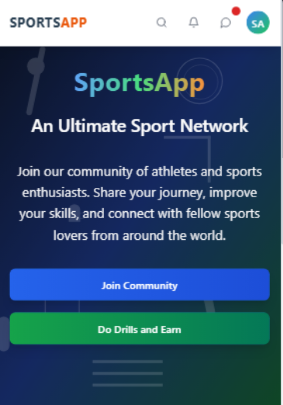 SPORTSAPP
SA
SportsApp
An Ultimate Sport Network
Join our community of athletes and sports
enthusiasts. Share your journey, improve
your skills, and connect with fellow sports
lovers from around the world.
Join Community
Do Drills and Earn